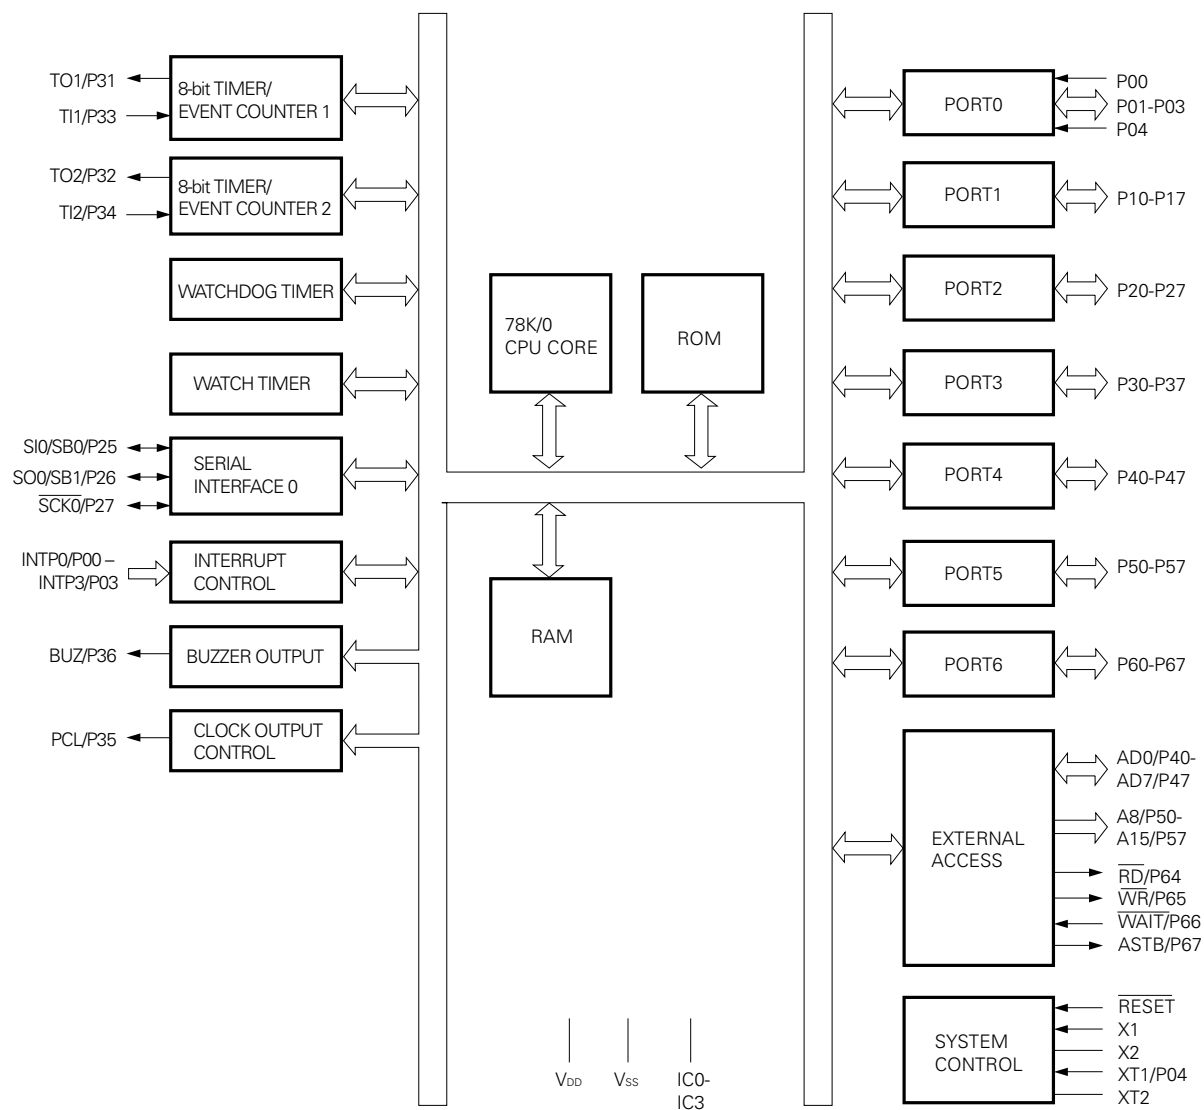 TO1/P31
TI1/P33
8-bit TIMER/
EVENT COUNTER 1
TO2/P32
TI2/P34
8-bit TIMER/
EVENT COUNTER 2
WATCHDOG TIMER
WATCH TIMER
SI0/SB0/P25
SO0/SB1/P26
SCK0/P27
SERIAL
INTERFACE 0
INTP0/P00 –
INTP3/P03
INTERRUPT
CONTROL
BUZ/P36
BUZZER OUTPUT
PCL/P35
CLOCK OUTPUT
CONTROL
78K/0
CPU CORE
ROM
RAM
VDD
VSS
IC0-
IC3
PORT0
P00
P01-P03
P04
PORT1
P10-P17
PORT2
P20-P27
PORT3
P30-P37
PORT4
P40-P47
PORT5
P50-P57
PORT6
P60-P67
EXTERNAL
ACCESS
AD0/P40-
AD7/P47
A8/P50-
A15/P57
RD/P64
WR/P65
WAIT/P66
ASTB/P67
SYSTEM
CONTROL
RESET
X1
X2
XT1/P04
XT2